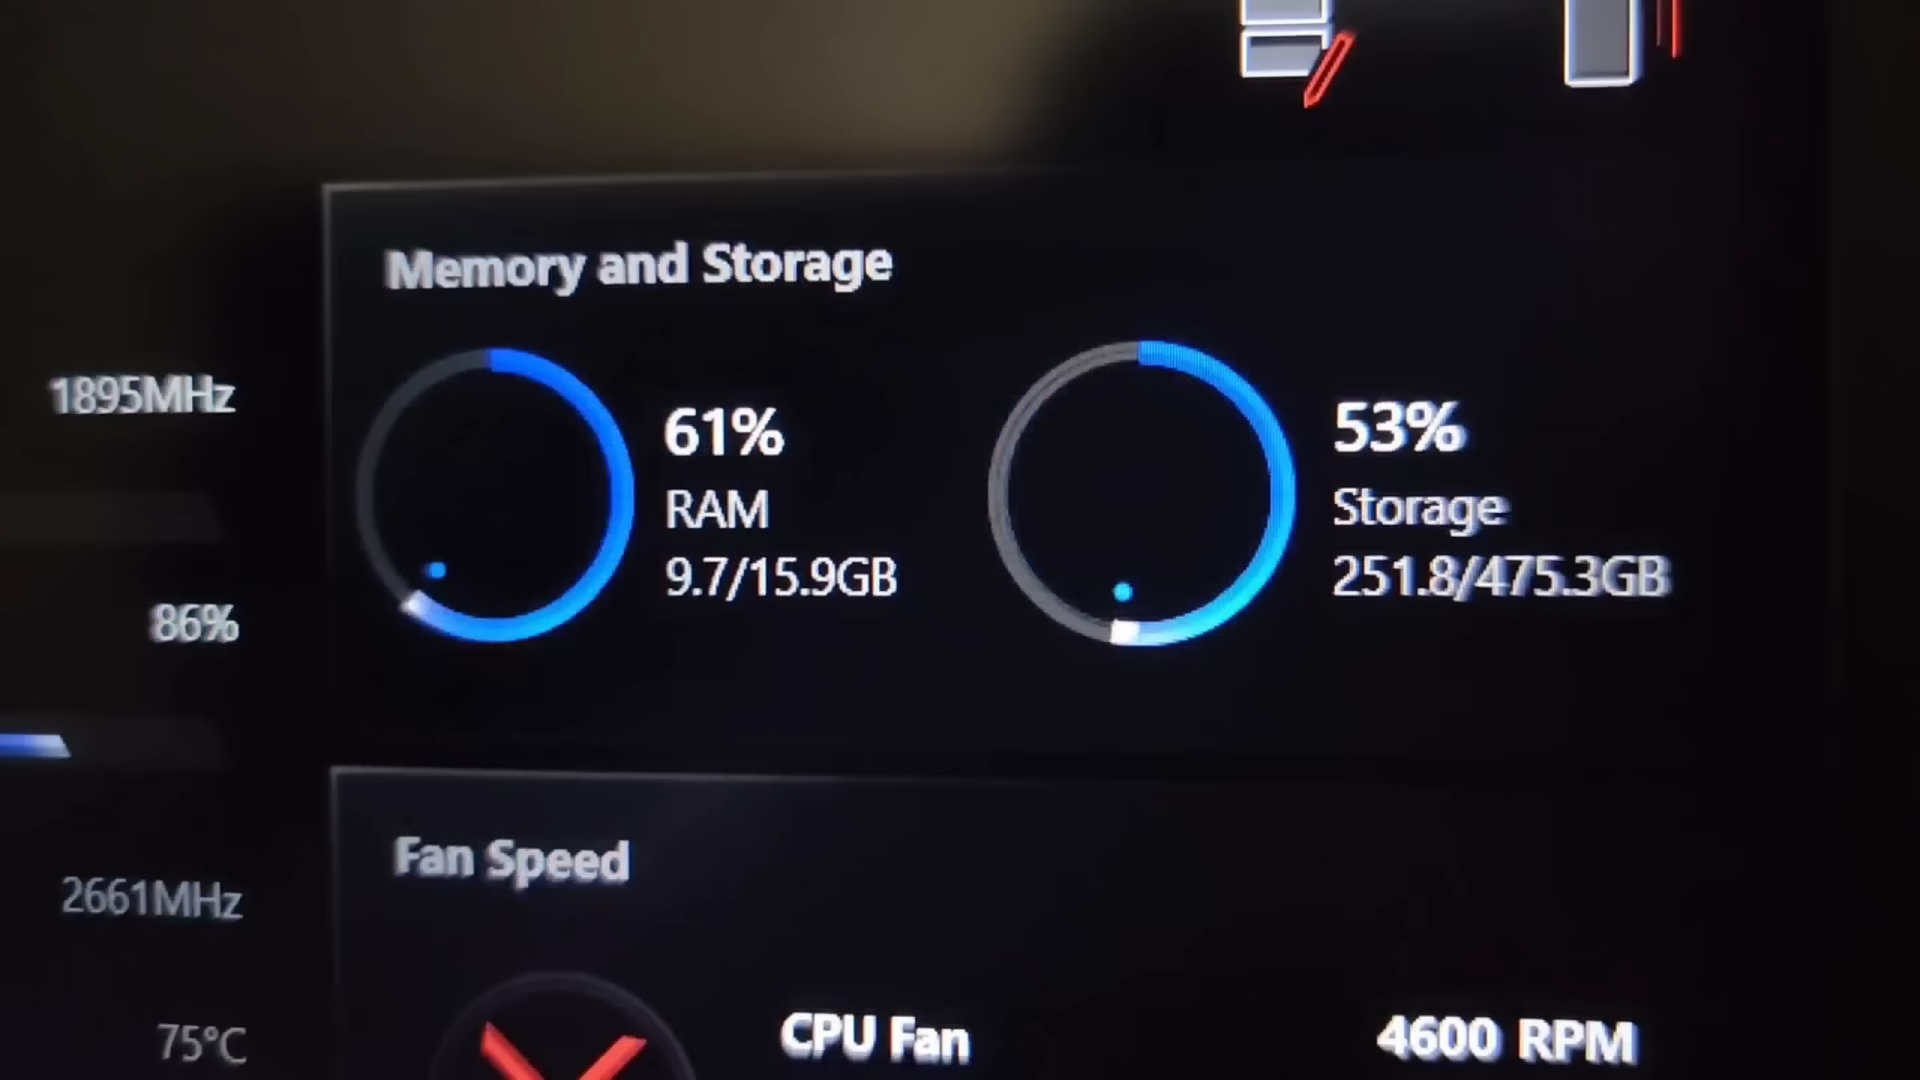 Memory and Storage
1895MHz
61%
RAM
9.7/15.9GB
53%
Storage
251.8/475.3GB
86%
Fan Speed
2661MHz
CPU Fan 4600 RPM
75°C